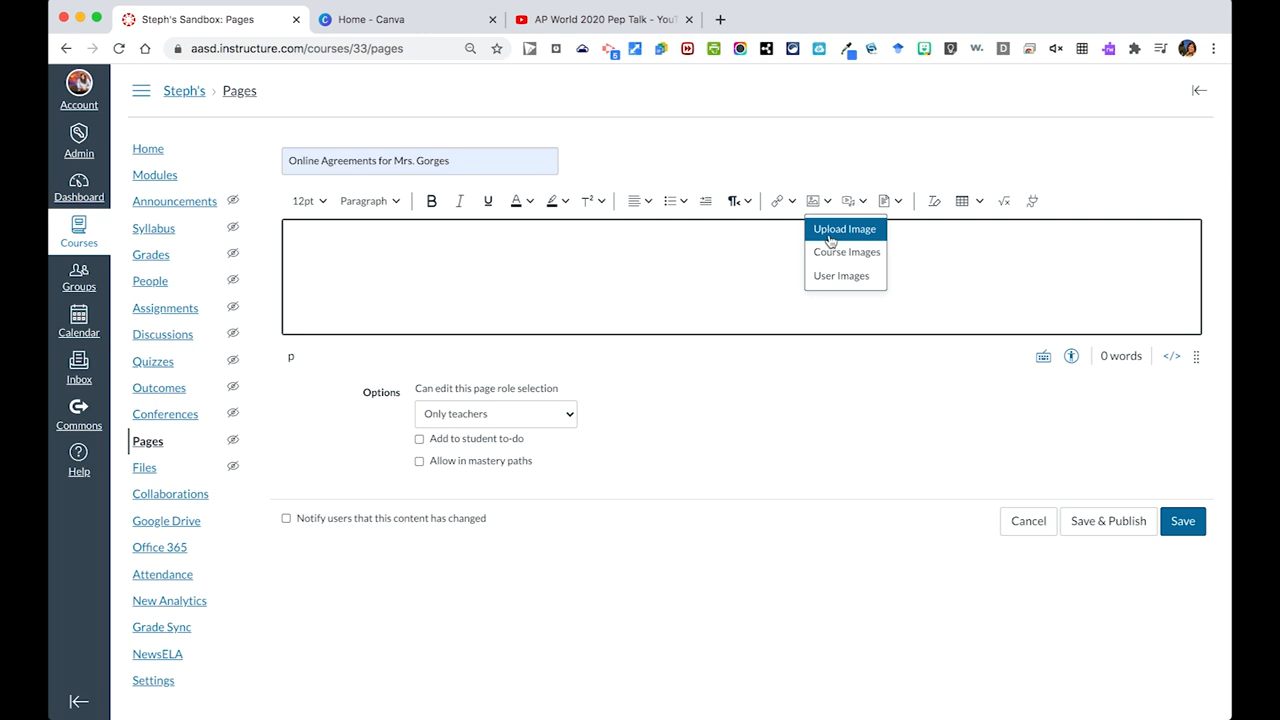 Steph's Sandbox: Pages
Home - Canva
AP World 2020 Pep Talk - YouT
aasd.instructure.com/courses/33/pages
5
w.
D
Account
Admin
Dashboard
Courses
Groups
Calendar
Inbox
Commons
Help
Steph's › Pages
Home
Modules
Announcements
Syllabus
Grades
People
Assignments
Discussions
Quizzes
Outcomes
Conferences
Pages
Files
Collaborations
Google Drive
Office 365
Attendance
New Analytics
Grade Sync
NewsELA
Settings
Online Agreements for Mrs. Gorges
12pt Paragraph B I U A T²
Upload Image
Course Images
User Images
p
0 words </>
Options
Can edit this page role selection
Only teachers
Add to student to-do
Allow in mastery paths
Notify users that this content has changed
Cancel Save & Publish Save